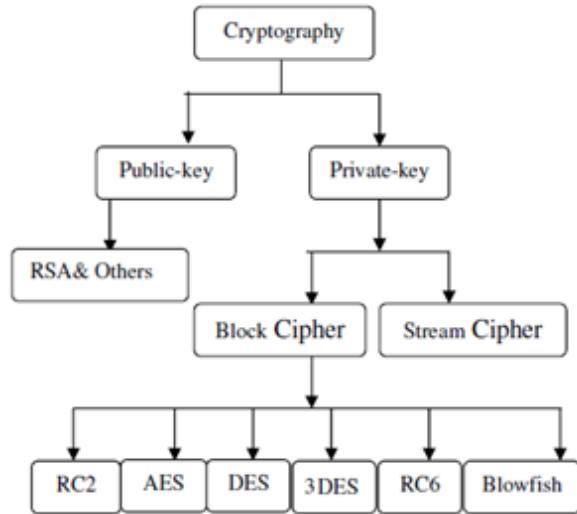 Cryptography
Public-key
Private-key
RSA& Others
Block Cipher
Stream Cipher
RC2
AES
DES
3DES
RC6
Blowfish